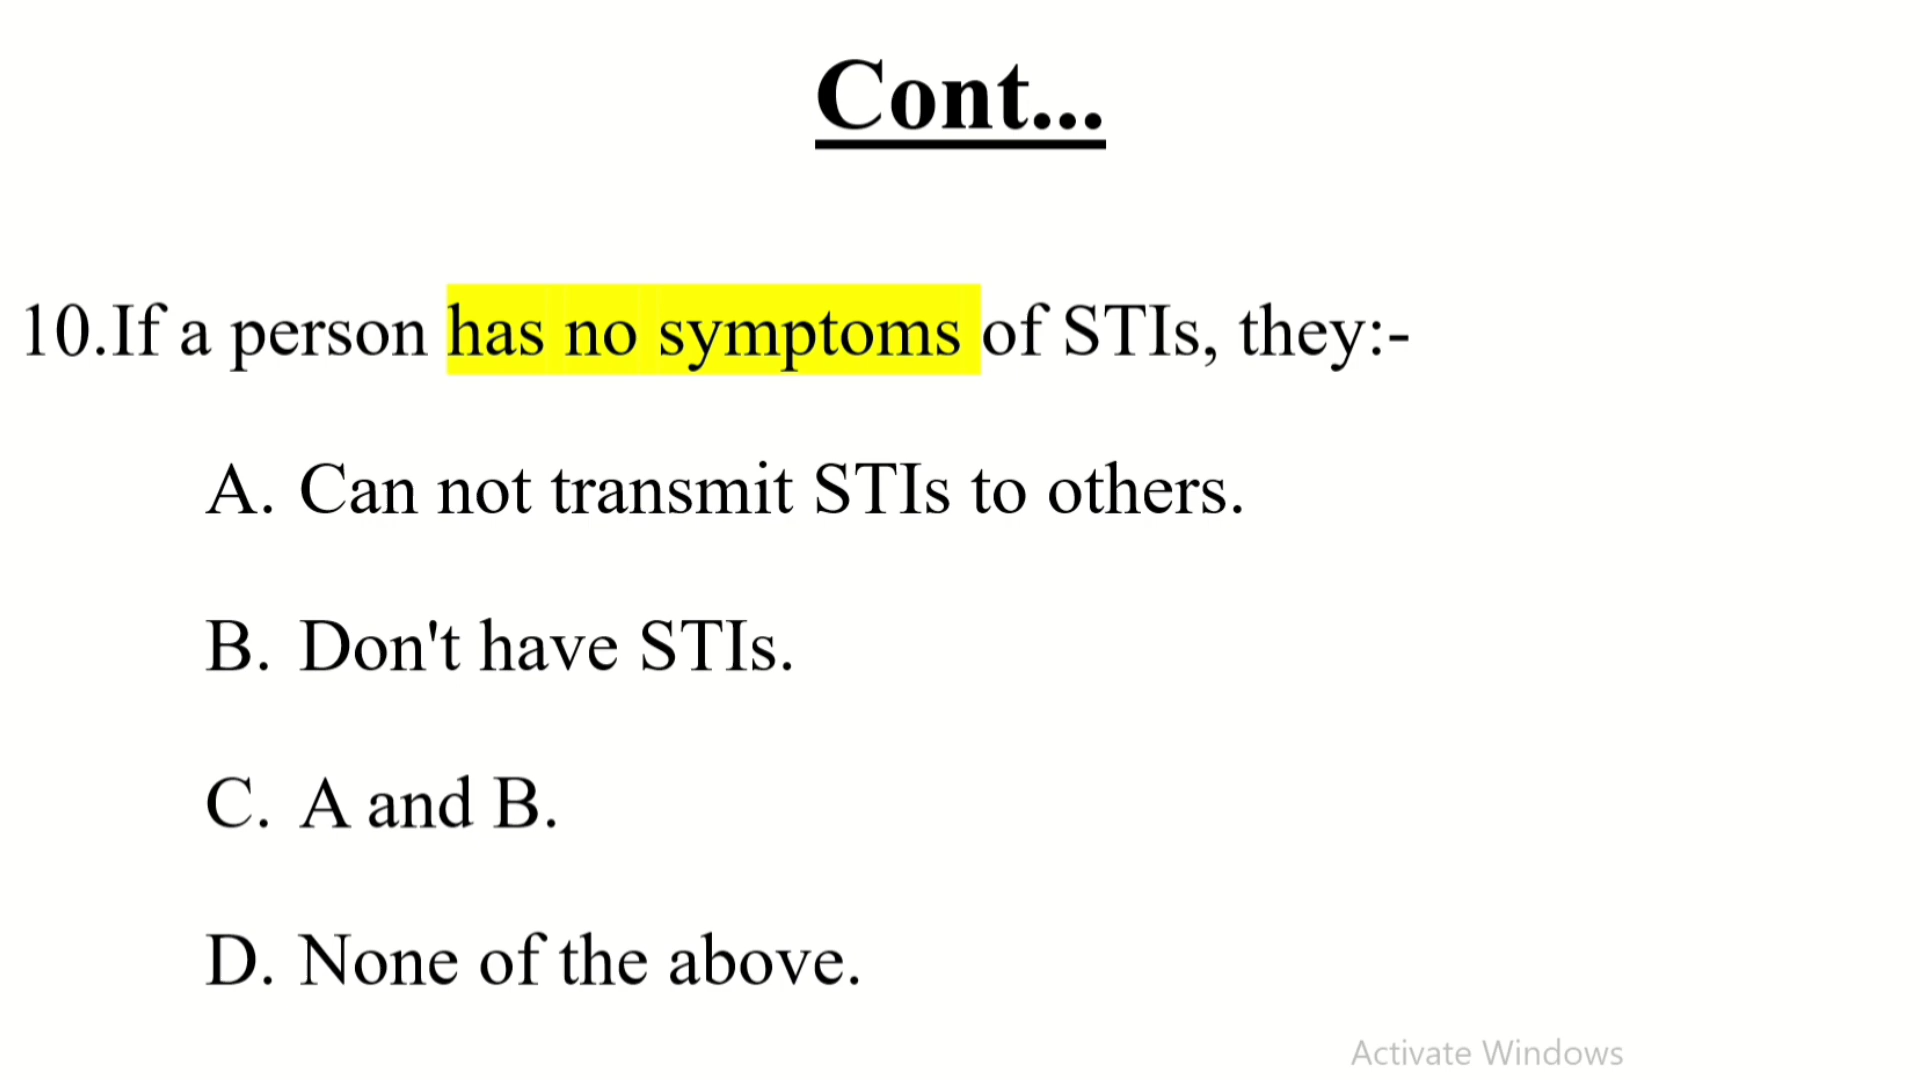 Cont...
10.If a person has no symptoms of STIs, they:-
A. Can not transmit STIs to others.
B. Don't have STIs.
C. A and B.
D. None of the above.
Activate Windows